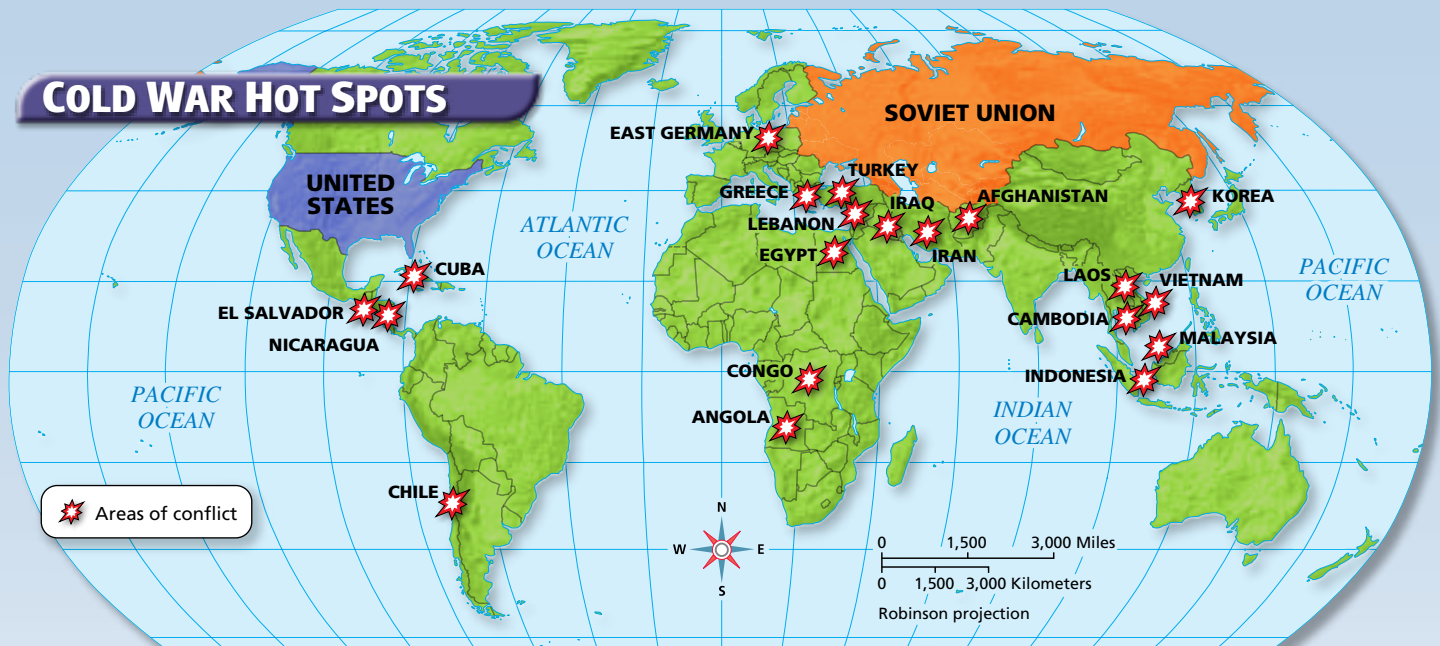 COLD WAR HOT SPOTS
SOVIET UNION
EAST GERMANY
UNITED
STATES
TURKEY
GREECE
IRAQ
AFGHANISTAN
KOREA
ATLANTIC
OCEAN
LEBANON
EGYPT
IRAN
CUBA
LAOS
VIETNAM
PACIFIC
OCEAN
EL SALVADOR
CAMBODIA
NICARAGUA
MALAYSIA
CONGO
INDONESIA
PACIFIC
OCEAN
ANGOLA
INDIAN
OCEAN
CHILE
Areas of conflict
N
W E
S
0 1,500 3,000 Miles
0 1,500 3,000 Kilometers
Robinson projection